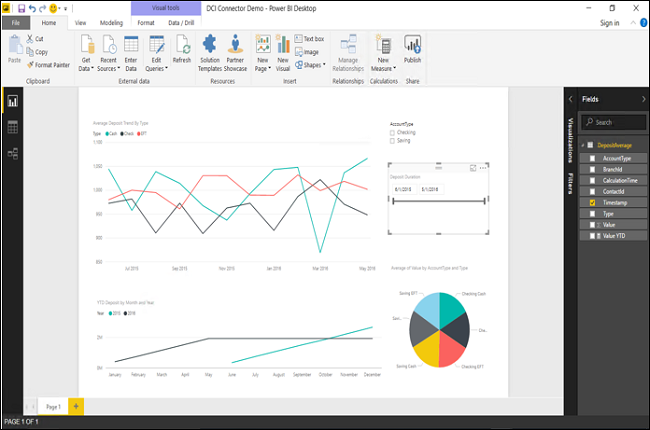 Visual tools
DCI Connector Demo - Power BI Desktop
File
Home
View
Modeling
Format
Data / Drill
Sign in
Paste
Cut
Copy
Format Painter
Clipboard
Get Data
Recent Sources
Enter Data
Edit Queries
Refresh
External data
Solution Templates
Partner Showcase
Resources
New Page
New Visual
Text box
Image
Shapes
Insert
Manage Relationships
Relationships
New Measure
Calculations
Publish
Share
Average Deposit Trend By Type
Type Cash Check EFT
1,100
1,050
1,000
950
900
850
800
Jul 2015
Sep 2015
Nov 2015
Jan 2016
Mar 2016
May 2016
AccountType
Checking
Saving
Deposit Duration
6/1/2015
5/1/2016
YTD Deposit by Month and Year
Year 2015 2016
2M
0M
January
February
March
April
May
June
July
August
September
October
November
December
Average of Value by AccountType and Type
Saving EFT
Checking Cash
Savi...
Che...
Saving Cash
Checking EFT
Visualizations
Filters
Fields
Search
DepositAverage
AccountType
BranchId
CalculationTime
ContactId
Timestamp
Type
Value
Value YTD
Page 1
PAGE 1 OF 1